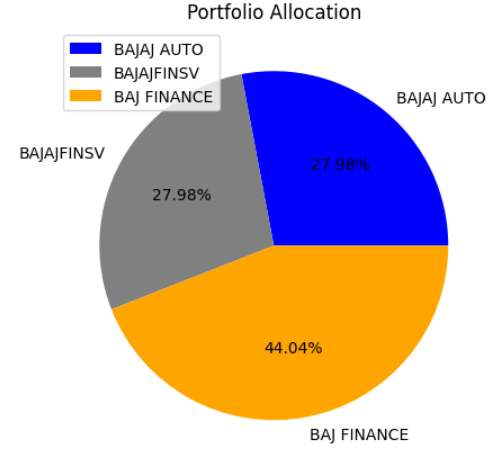 Portfolio Allocation
BAJAJ AUTO
BAJAJFINSV
BAJ FINANCE
BAJAJ AUTO
BAJAJFINSV
27.98%
27.98%
44.04%
BAJ FINANCE